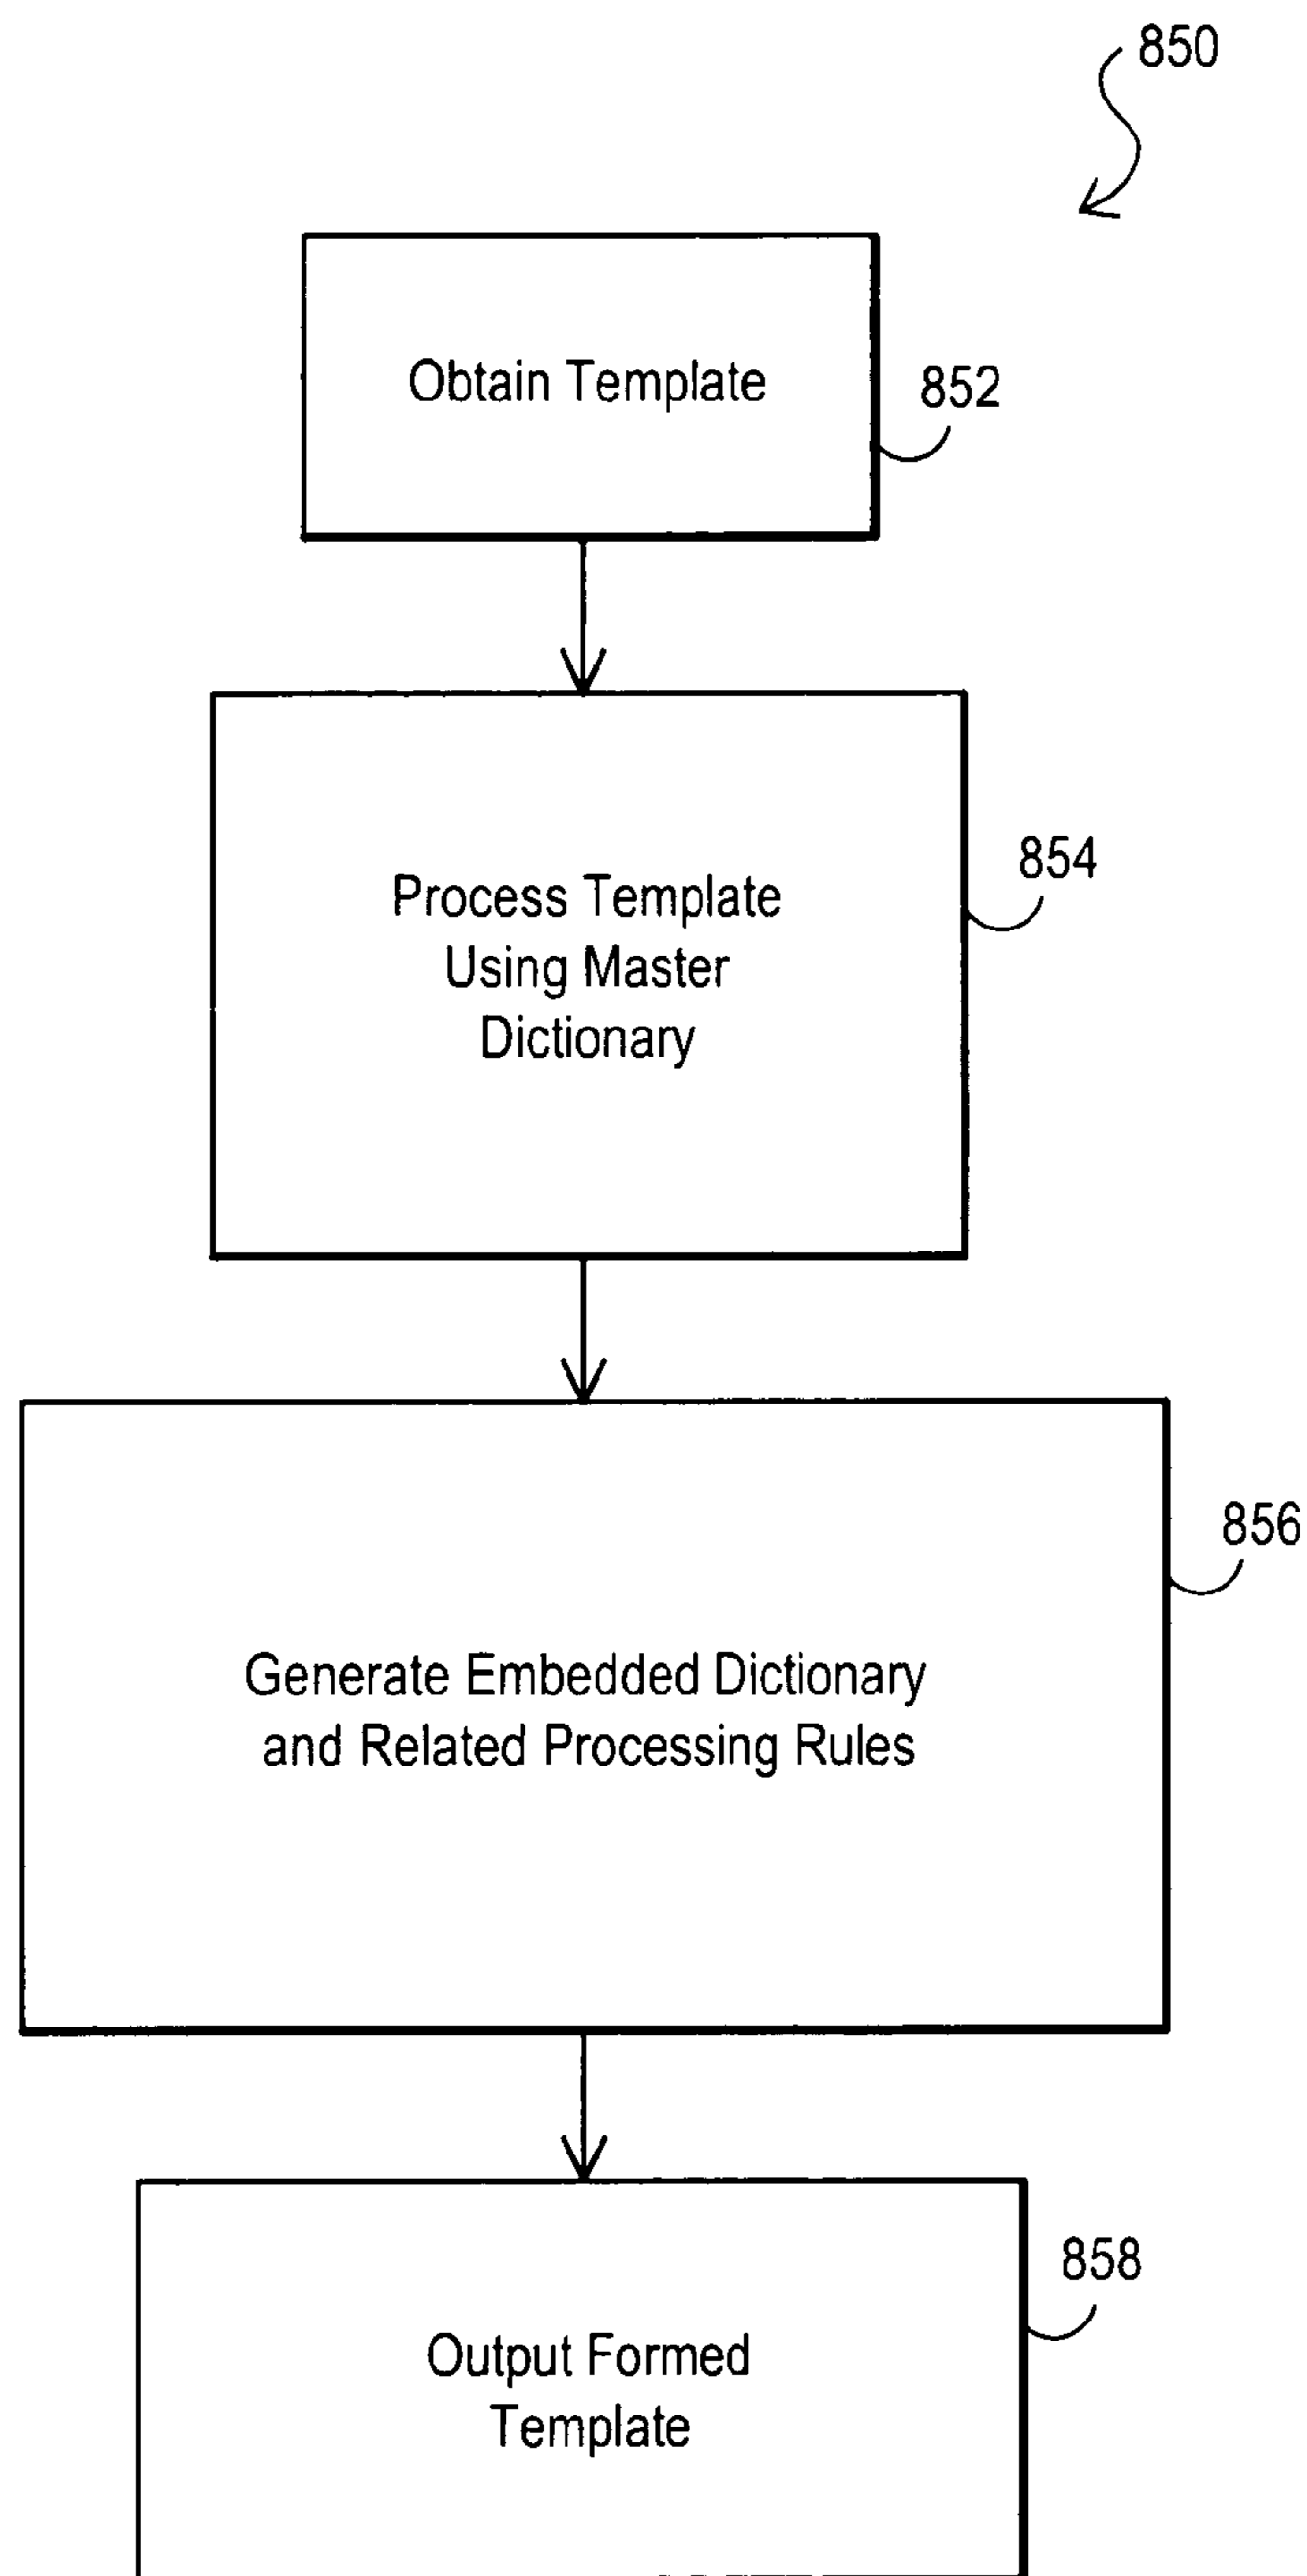 850
Obtain Template
852
Process Template
Using Master
Dictionary
854
Generate Embedded Dictionary
and Related Processing Rules
856
Output Formed
Template
858